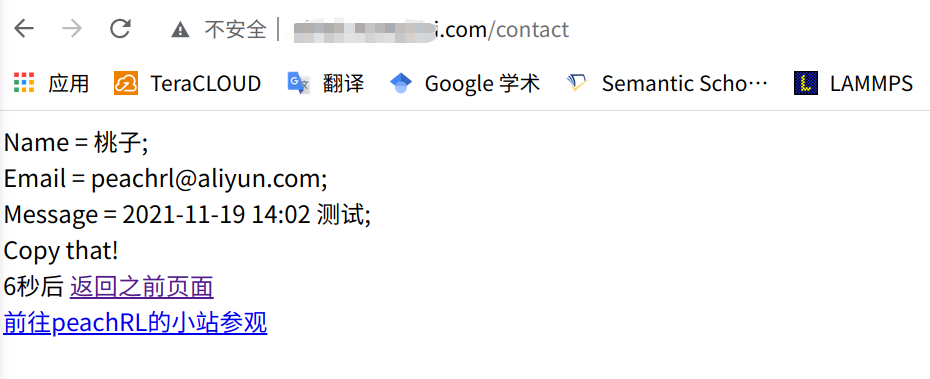 不安全 | i.com/contact
应用 TeraCLOUD 翻译 Google 学术 Semantic Scho… LAMMPS
Name = 桃子;
Email = peachrl@aliyun.com;
Message = 2021-11-19 14:02 测试;
Copy that!
6秒后 返回之前页面
前往peachRL的小站参观